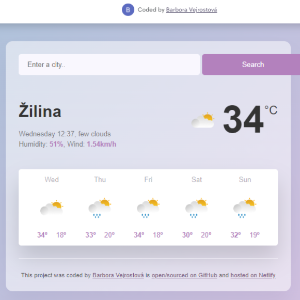 B Coded by Barbora Vejrostová
Enter a city..
Search
Žilina
34 °C
Wednesday 12:37, few clouds
Humidity: 51%, Wind: 1.54km/h
Wed Thu Fri Sat Sun
34° 18° 33° 20° 34° 18° 30° 20° 32° 19°
This project was coded by Barbora Vejrostová is open/sourced on GitHub and hosted on Netlify